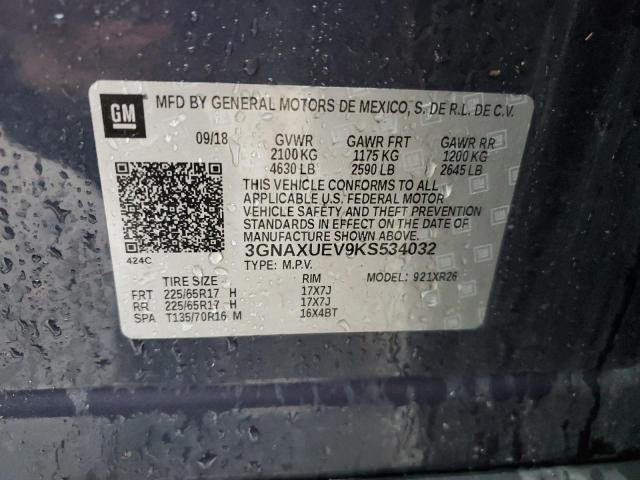 GM
MFD BY GENERAL MOTORS DE MEXICO, S. DE R.L. DE C.V.
09/18 GVWR GAWR FRT GAWR RR
2100 KG 1175 KG 1200 KG
4630 LB 2590 LB 2645 LB
THIS VEHICLE CONFORMS TO ALL
APPLICABLE U.S. FEDERAL MOTOR
VEHICLE SAFETY AND THEFT PREVENTION
STANDARDS IN EFFECT ON THE DATE OF
MANUFACTURE SHOWN ABOVE.
424C 3GNAXUEV9KS534032
TYPE: M.P.V. 921XR26
TIRE SIZE RIM
FRT 225/65R17 H 17X7J
RR 225/65R17 H 17X7J
SPA T135/70R16 M 16X4BT